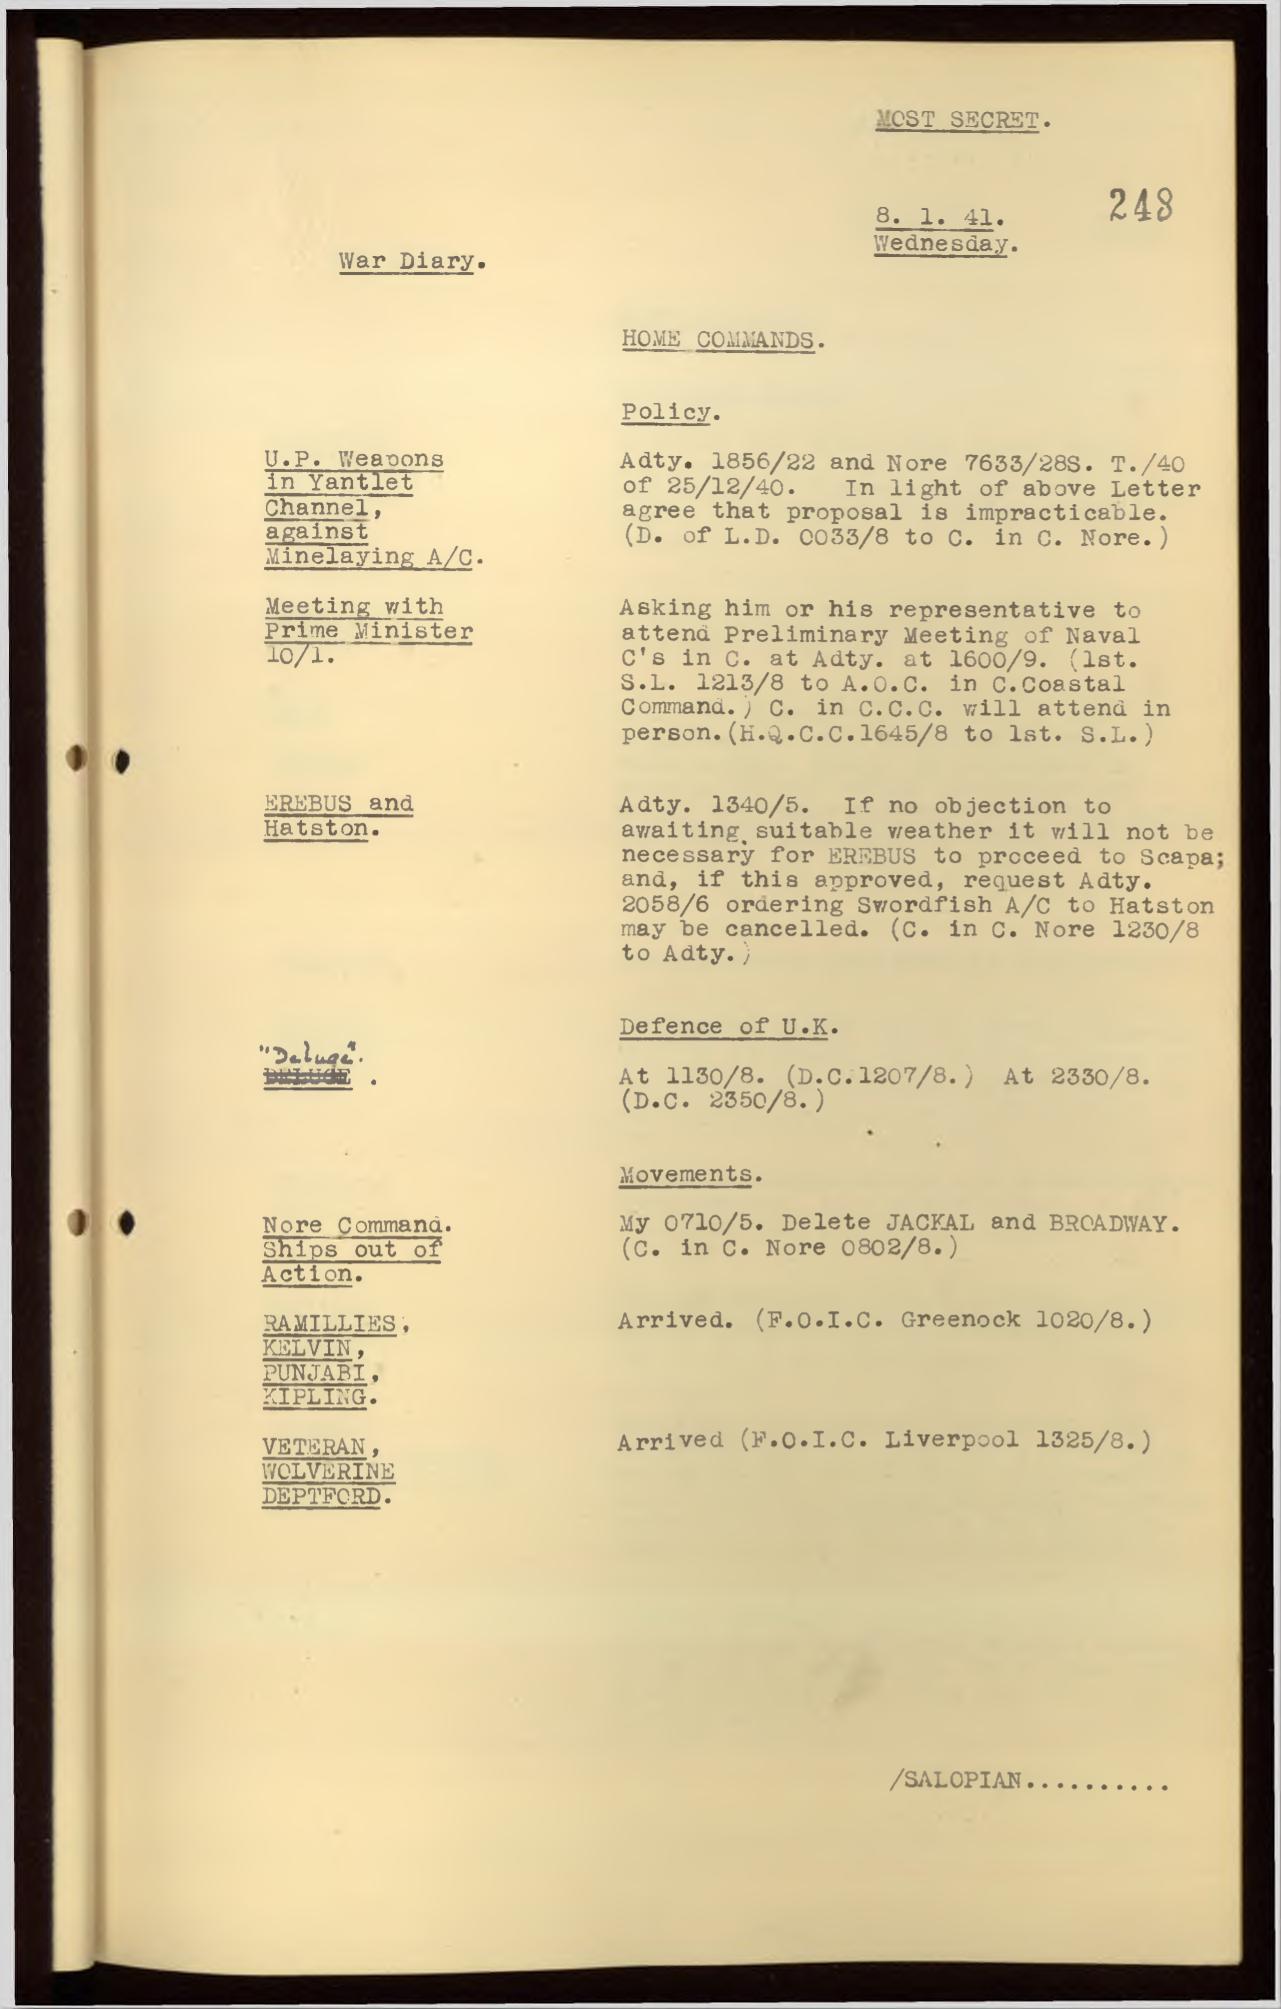 MOST SECRET.
248
8. 1. 41.
Wednesday.
War Diary.
HOME COMMANDS.
Policy.
U.P. Weapons
in Yantlet
Channel,
against
Minelaying A/C.
Adty. 1856/22 and Nore 7633/28S. T./40
of 25/12/40. In light of above Letter
agree that proposal is impracticable.
(D. of L.D. 0033/8 to C. in C. Nore.)
Meeting with
Prime Minister
10/1.
Asking him or his representative to
attend Preliminary Meeting of Naval
C's in C. at Adty. at 1600/9. (1st.
S.L. 1213/8 to A.O.C. in C.Coastal
Command.) C. in C.C.C. will attend in
person.(H.Q.C.C.1645/8 to 1st. S.L.)
EREBUS and
Hatston.
Adty. 1340/5. If no objection to
awaiting suitable weather it will not be
necessary for EREBUS to proceed to Scapa;
and, if this approved, request Adty.
2058/6 ordering Swordfish A/C to Hatston
may be cancelled. (C. in C. Nore 1230/8
to Adty.)
Defence of U.K.
"Deluge".
DELUGE .
At 1130/8. (D.C.1207/8.) At 2330/8.
(D.C. 2350/8.)
Movements.
Nore Command.
Ships out of
Action.
My 0710/5. Delete JACKAL and BROADWAY.
(C. in C. Nore 0802/8.)
RAMILLIES,
KELVIN,
PUNJABI,
KIPLING.
Arrived. (F.O.I.C. Greenock 1020/8.)
VETERAN,
WOLVERINE
DEPTFORD.
Arrived (F.O.I.C. Liverpool 1325/8.)
/SALOPIAN..........